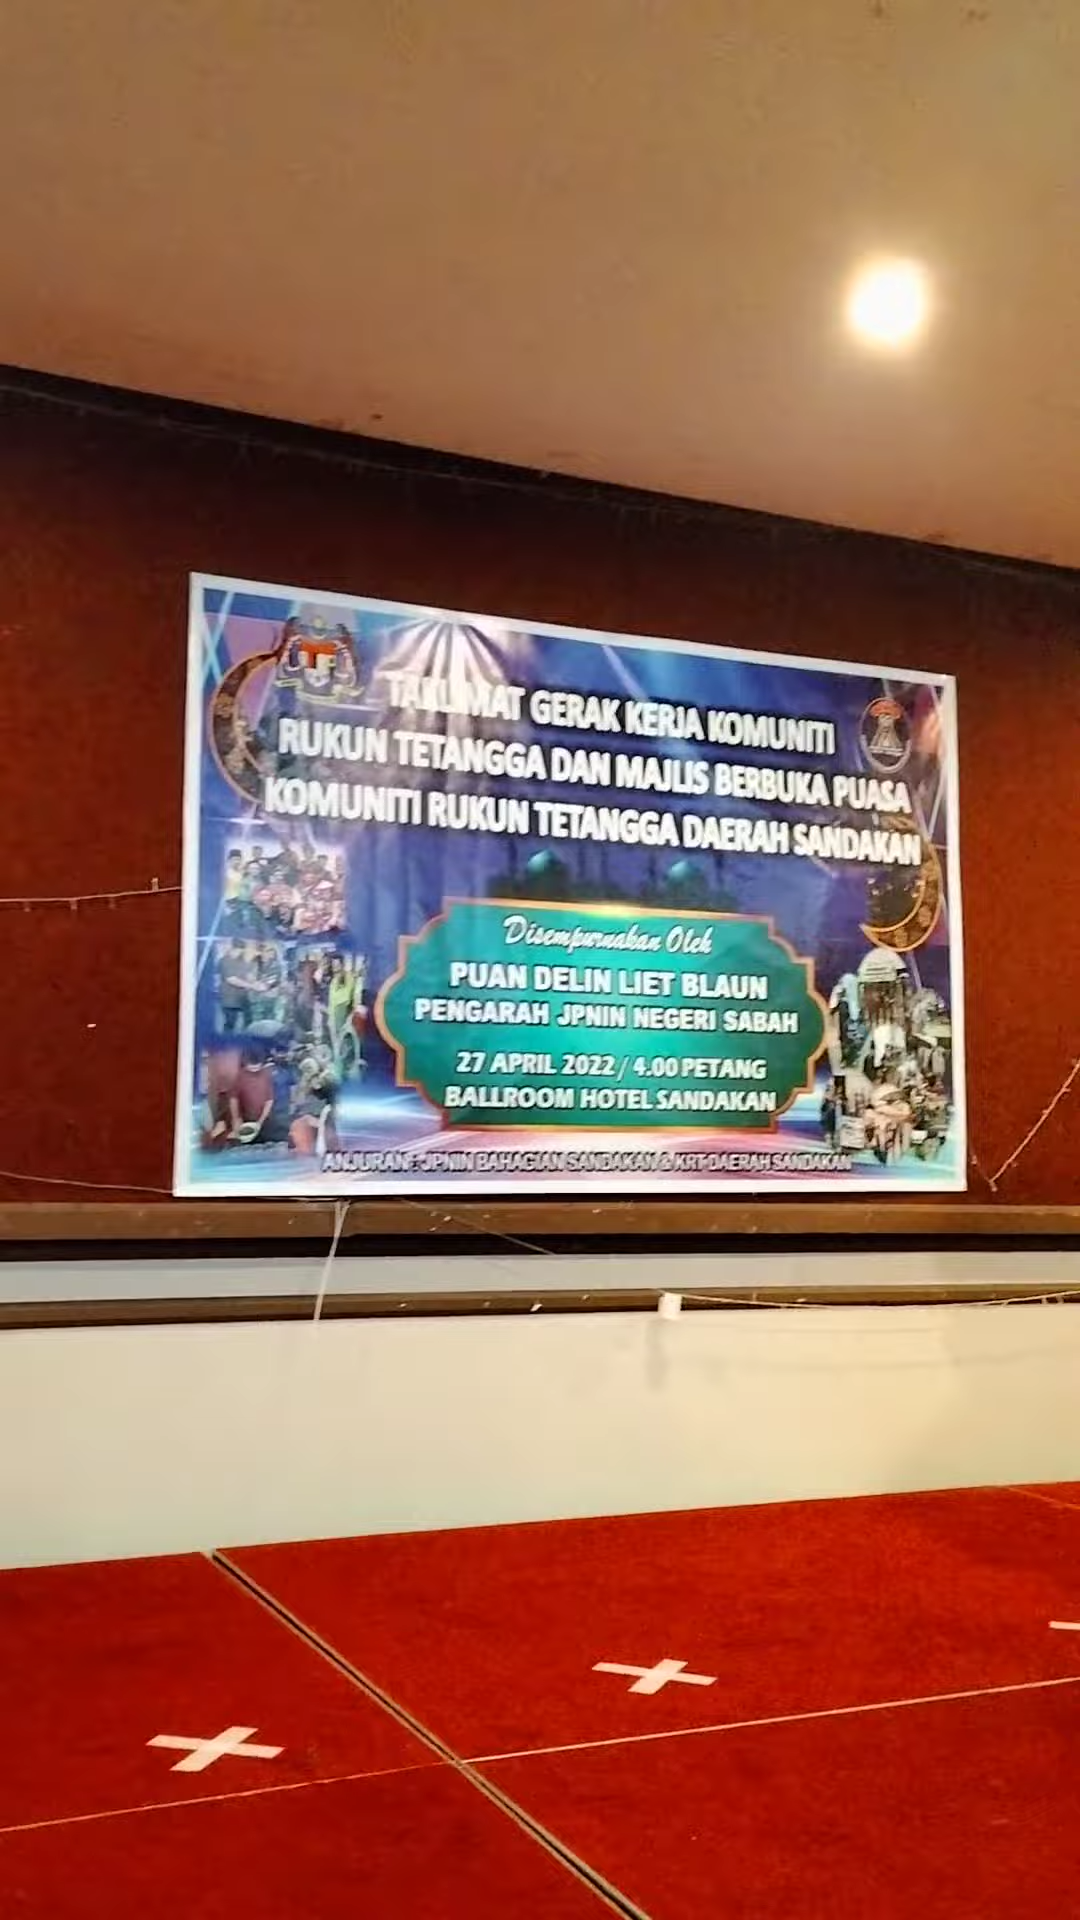 TAKLIMAT GERAK KERJA KOMUNITI
RUKUN TETANGGA DAN MAJLIS BERBUKA PUASA
KOMUNITI RUKUN TETANGGA DAERAH SANDAKAN
Disempurnakan Oleh
PUAN DELIN LIET BLAUN
PENGARAH JPNIN NEGERI SABAH
27 APRIL 2022 / 4.00 PETANG
BALLROOM HOTEL SANDAKAN
ANJURAN : JPNIN BAHAGIAN SANDAKAN & KRT DAERAH SANDAKAN